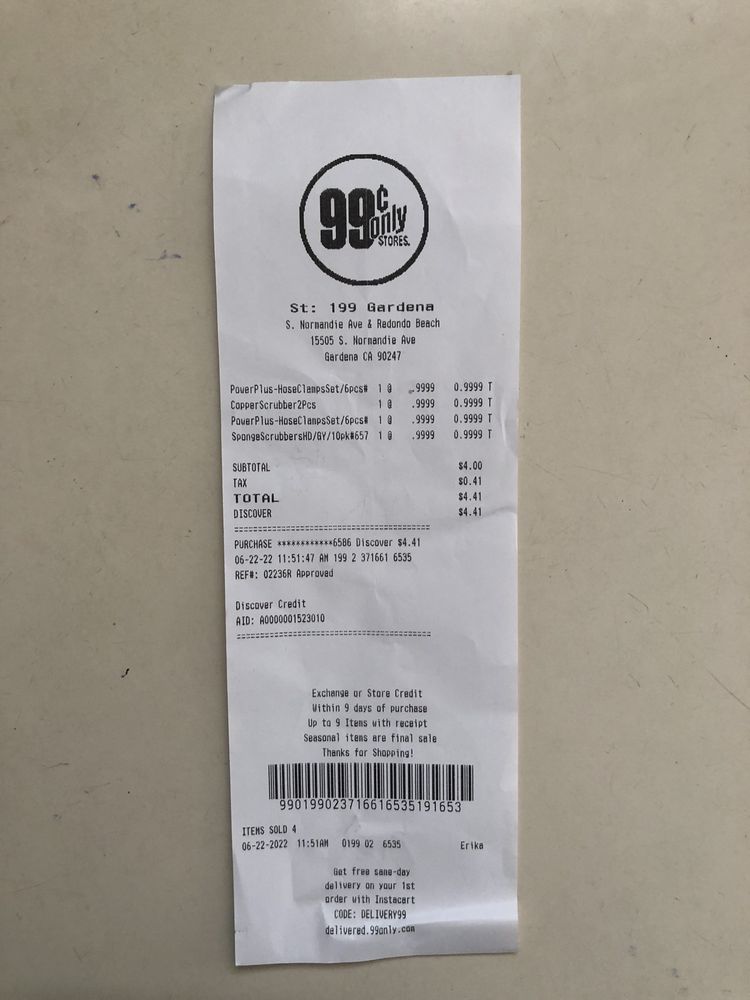 99¢ only STORES.
St: 199 Gardena
S. Normandie Ave & Redondo Beach
15505 S. Normandie Ave
Gardena CA 90247
PowerPlus-HoseClampsSet/6pcs# 1 @ .9999 0.9999 T
CopperScrubber2Pcs 1 @ .9999 0.9999 T
PowerPlus-HoseClampsSet/6pcs# 1 @ .9999 0.9999 T
SpongeScrubbersHD/GY/10pk#657 1 @ .9999 0.9999 T
SUBTOTAL $4.00
TAX $0.41
TOTAL $4.41
DISCOVER $4.41
==========================================
PURCHASE ************6586 Discover $4.41
06-22-22 11:51:47 AM 199 2 371661 6535
REF#: 02236R Approved
Discover Credit
AID: A0000001523010
==========================================
Exchange or Store Credit
Within 9 days of purchase
Up to 9 Items with receipt
Seasonal items are final sale
Thanks for Shopping!
990199023716616535191653
ITEMS SOLD 4
06-22-2022 11:51AM 0199 02 6535 Erika
Get free same-day
delivery on your 1st
order with Instacart
CODE: DELIVERY99
delivered.99only.com